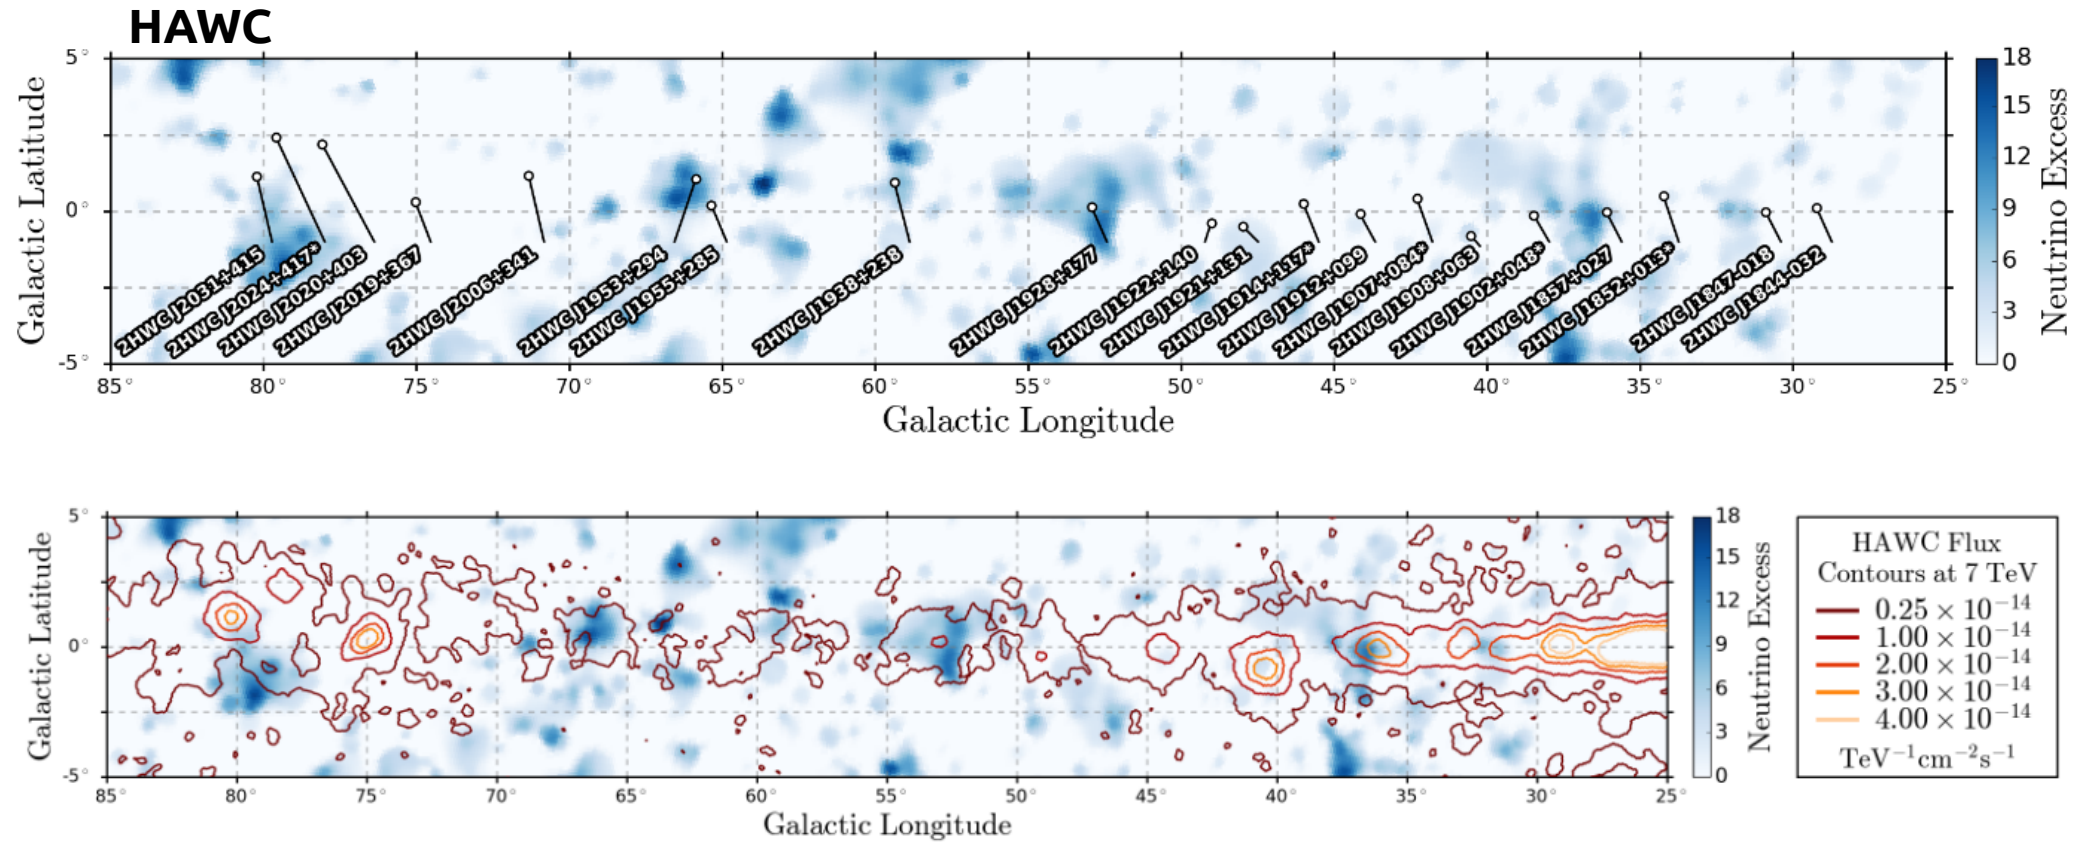 HAWC
5°
0°
-5°
Galactic Latitude
2HWC J2031+415
2HWC J2024+417*
2HWC J2020+403
2HWC J2019+367
2HWC J2006+341
2HWC J1953+294
2HWC J1955+285
2HWC J1938+238
2HWC J1928+177
2HWC J1922+140
2HWC J1921+131
2HWC J1914+117*
2HWC J1912+099
2HWC J1907+084*
2HWC J1908+063
2HWC J1902+048*
2HWC J1857+027
2HWC J1852+013*
2HWC J1847-018
2HWC J1844-032
85° 80° 75° 70° 65° 60° 55° 50° 45° 40° 35° 30° 25°
Galactic Longitude
18
15
12
9
6
3
0
Neutrino Excess
5°
0°
-5°
Galactic Latitude
85° 80° 75° 70° 65° 60° 55° 50° 45° 40° 35° 30° 25°
Galactic Longitude
18
15
12
9
6
3
0
Neutrino Excess
HAWC Flux
Contours at 7 TeV
0.25 × 10⁻¹⁴
1.00 × 10⁻¹⁴
2.00 × 10⁻¹⁴
3.00 × 10⁻¹⁴
4.00 × 10⁻¹⁴
TeV⁻¹cm⁻²s⁻¹